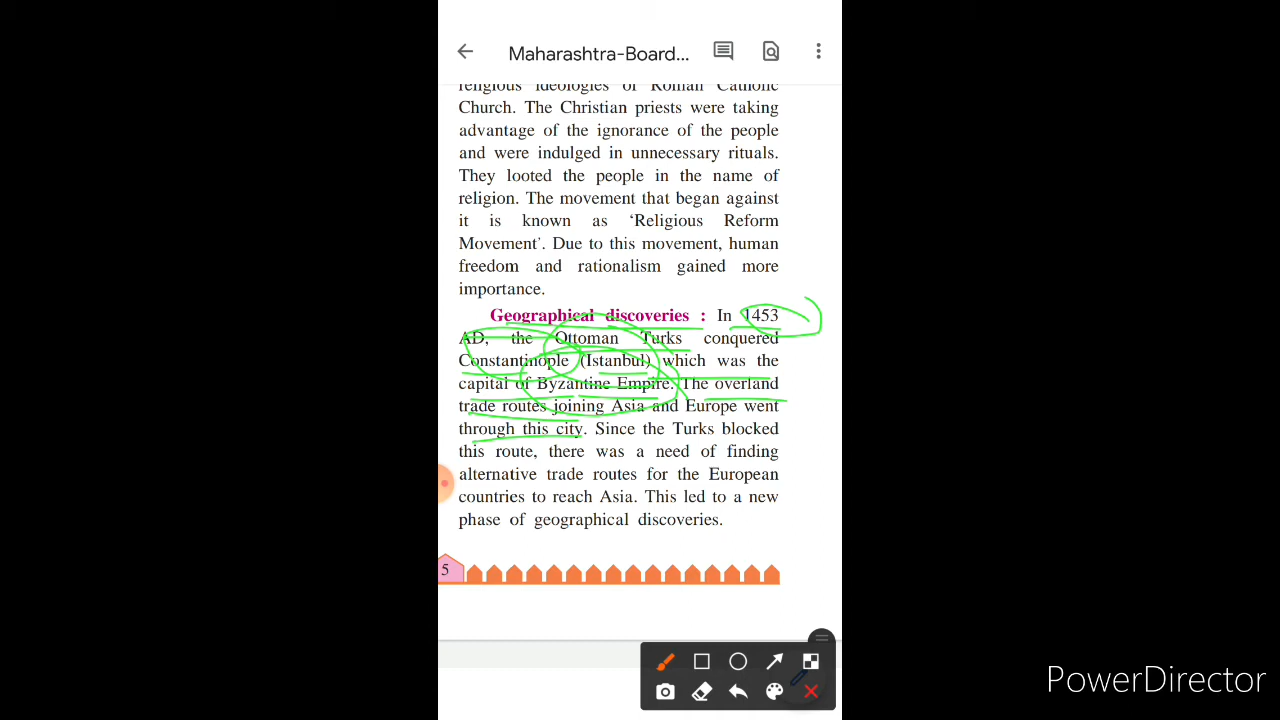 Maharashtra-Board...
religious ideologies of Roman Catholic
Church. The Christian priests were taking
advantage of the ignorance of the people
and were indulged in unnecessary rituals.
They looted the people in the name of
religion. The movement that began against
it is known as ‘Religious Reform
Movement’. Due to this movement, human
freedom and rationalism gained more
importance.
Geographical discoveries : In 1453
AD, the Ottoman Turks conquered
Constantinople (Istanbul) which was the
capital of Byzantine Empire. The overland
trade routes joining Asia and Europe went
through this city. Since the Turks blocked
this route, there was a need of finding
alternative trade routes for the European
countries to reach Asia. This led to a new
phase of geographical discoveries.
5
PowerDirector